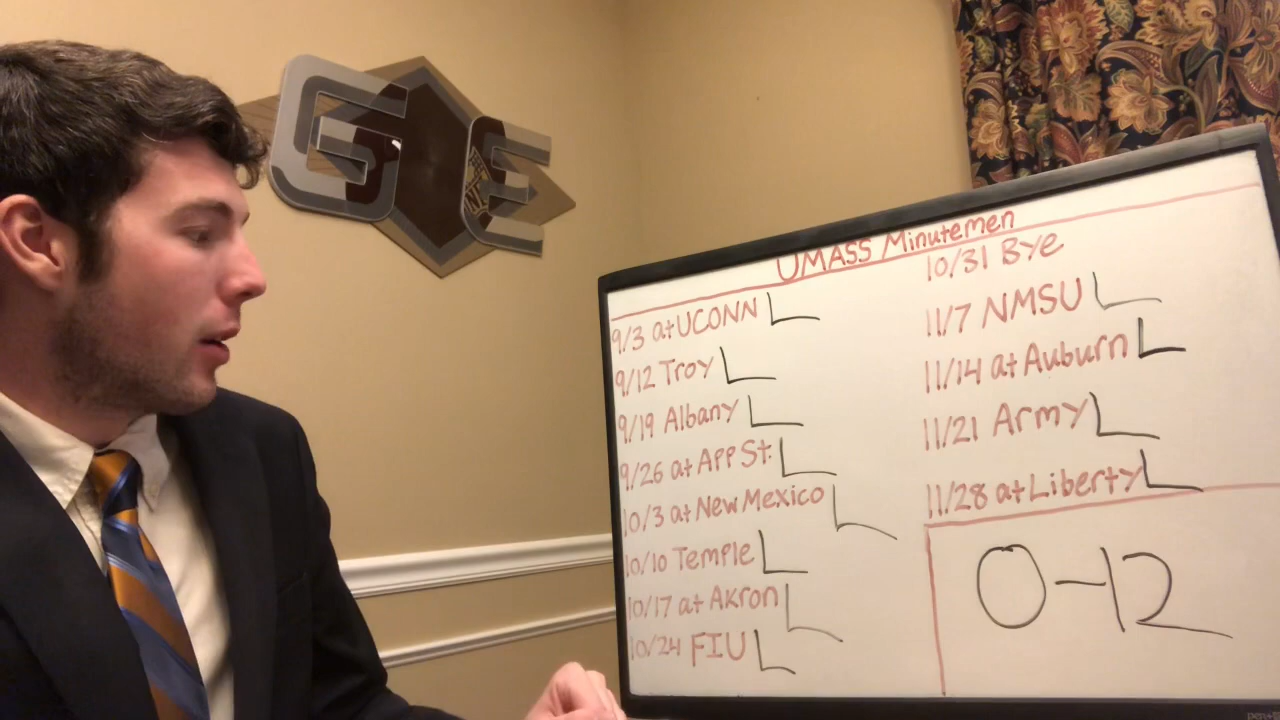 GE
UMASS Minutemen
9/3 at UCONN L
9/12 Troy L
9/19 Albany L
9/26 at App St. L
10/3 at New Mexico L
10/10 Temple L
10/17 at Akron L
10/24 FIU L
10/31 Bye
11/7 NMSU L
11/14 at Auburn L
11/21 Army L
11/28 at Liberty L
0-12